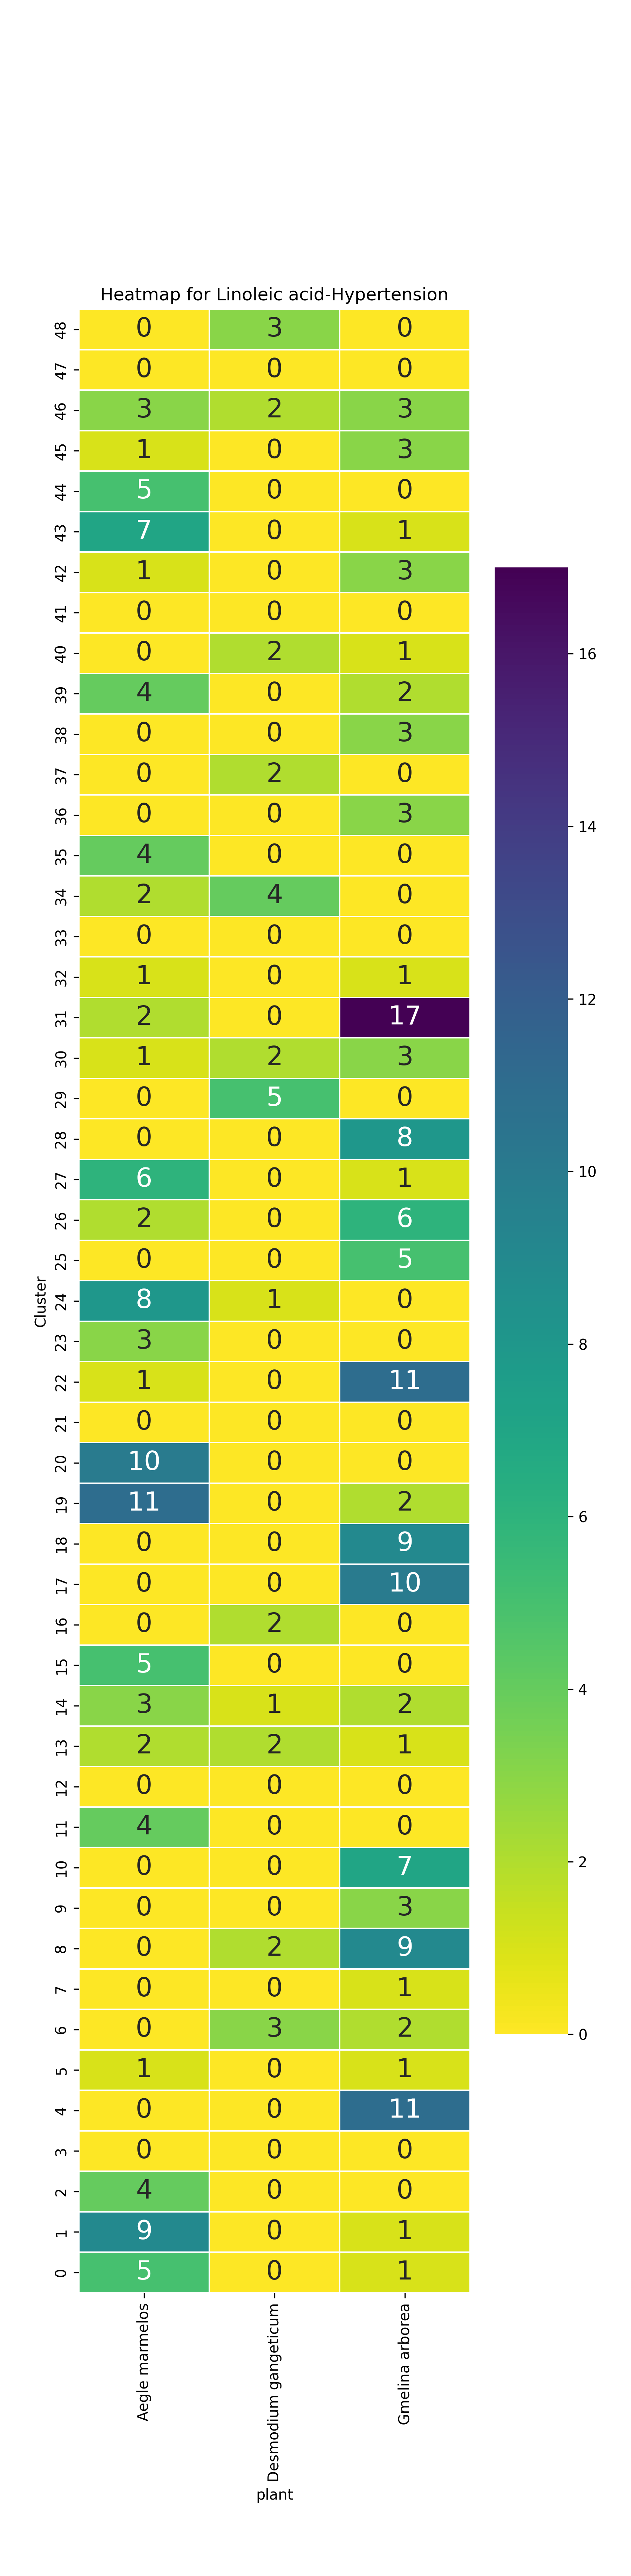 Heatmap for Linoleic acid-Hypertension
48 0 3 0
47 0 0 0
46 3 2 3
45 1 0 3
44 5 0 0
43 7 0 1
42 1 0 3
41 0 0 0
40 0 2 1
39 4 0 2
38 0 0 3
37 0 2 0
36 0 0 3
35 4 0 0
34 2 4 0
33 0 0 0
32 1 0 1
31 2 0 17
30 1 2 3
29 0 5 0
28 0 0 8
27 6 0 1
26 2 0 6
25 0 0 5
24 8 1 0
23 3 0 0
22 1 0 11
21 0 0 0
20 10 0 0
19 11 0 2
18 0 0 9
17 0 0 10
16 0 2 0
15 5 0 0
14 3 1 2
13 2 2 1
12 0 0 0
11 4 0 0
10 0 0 7
9 0 0 3
8 0 2 9
7 0 0 1
6 0 3 2
5 1 0 1
4 0 0 11
3 0 0 0
2 4 0 0
1 9 0 1
0 5 0 1
Cluster
Aegle marmelos
Desmodium gangeticum
Gmelina arborea
plant
16
14
12
10
8
6
4
2
0